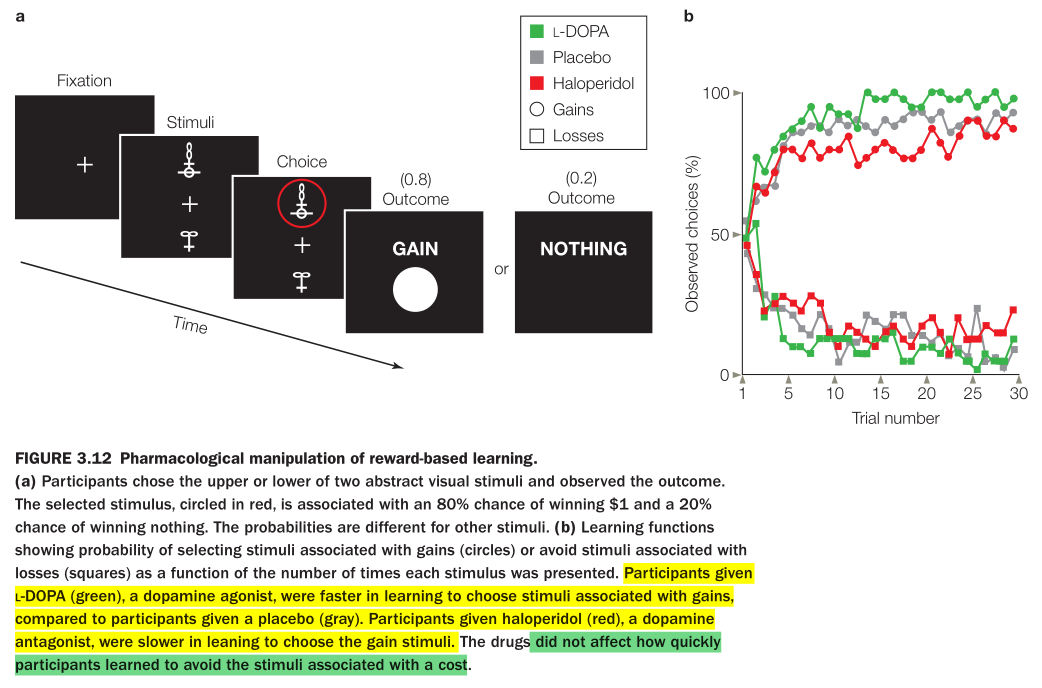 a
Fixation
Stimuli
Choice
(0.8)
Outcome
GAIN
or
(0.2)
Outcome
NOTHING
Time
L-DOPA
Placebo
Haloperidol
Gains
Losses
b
Observed choices (%)
100
50
0
1 5 10 15 20 25 30
Trial number
FIGURE 3.12 Pharmacological manipulation of reward-based learning.
(a) Participants chose the upper or lower of two abstract visual stimuli and observed the outcome.
The selected stimulus, circled in red, is associated with an 80% chance of winning $1 and a 20%
chance of winning nothing. The probabilities are different for other stimuli. (b) Learning functions
showing probability of selecting stimuli associated with gains (circles) or avoid stimuli associated with
losses (squares) as a function of the number of times each stimulus was presented. Participants given
L-DOPA (green), a dopamine agonist, were faster in learning to choose stimuli associated with gains,
compared to participants given a placebo (gray). Participants given haloperidol (red), a dopamine
antagonist, were slower in leaning to choose the gain stimuli. The drugs did not affect how quickly
participants learned to avoid the stimuli associated with a cost.